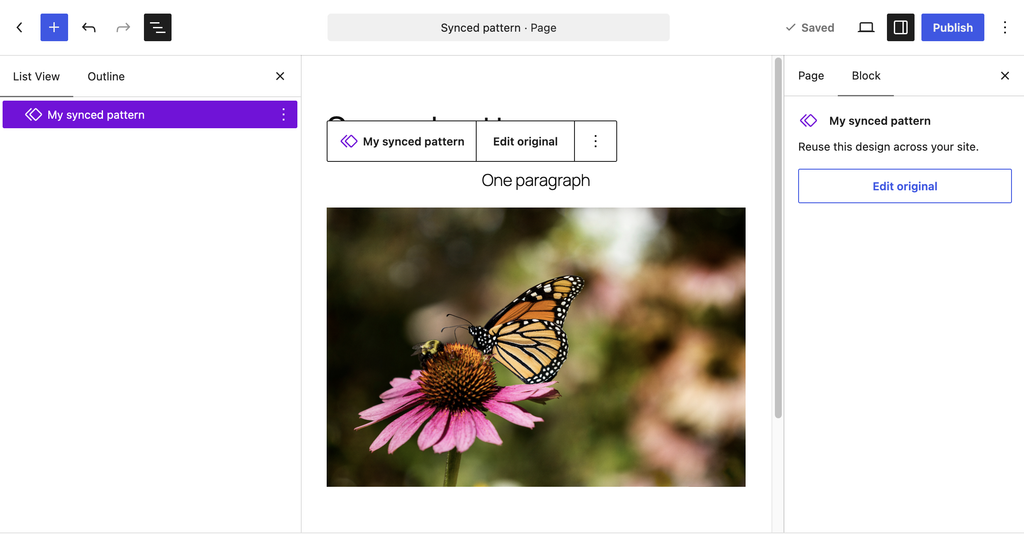 Synced pattern · Page
Saved
Publish
List View
Outline
My synced pattern
My synced pattern
Edit original
One paragraph
Page
Block
My synced pattern
Reuse this design across your site.
Edit original